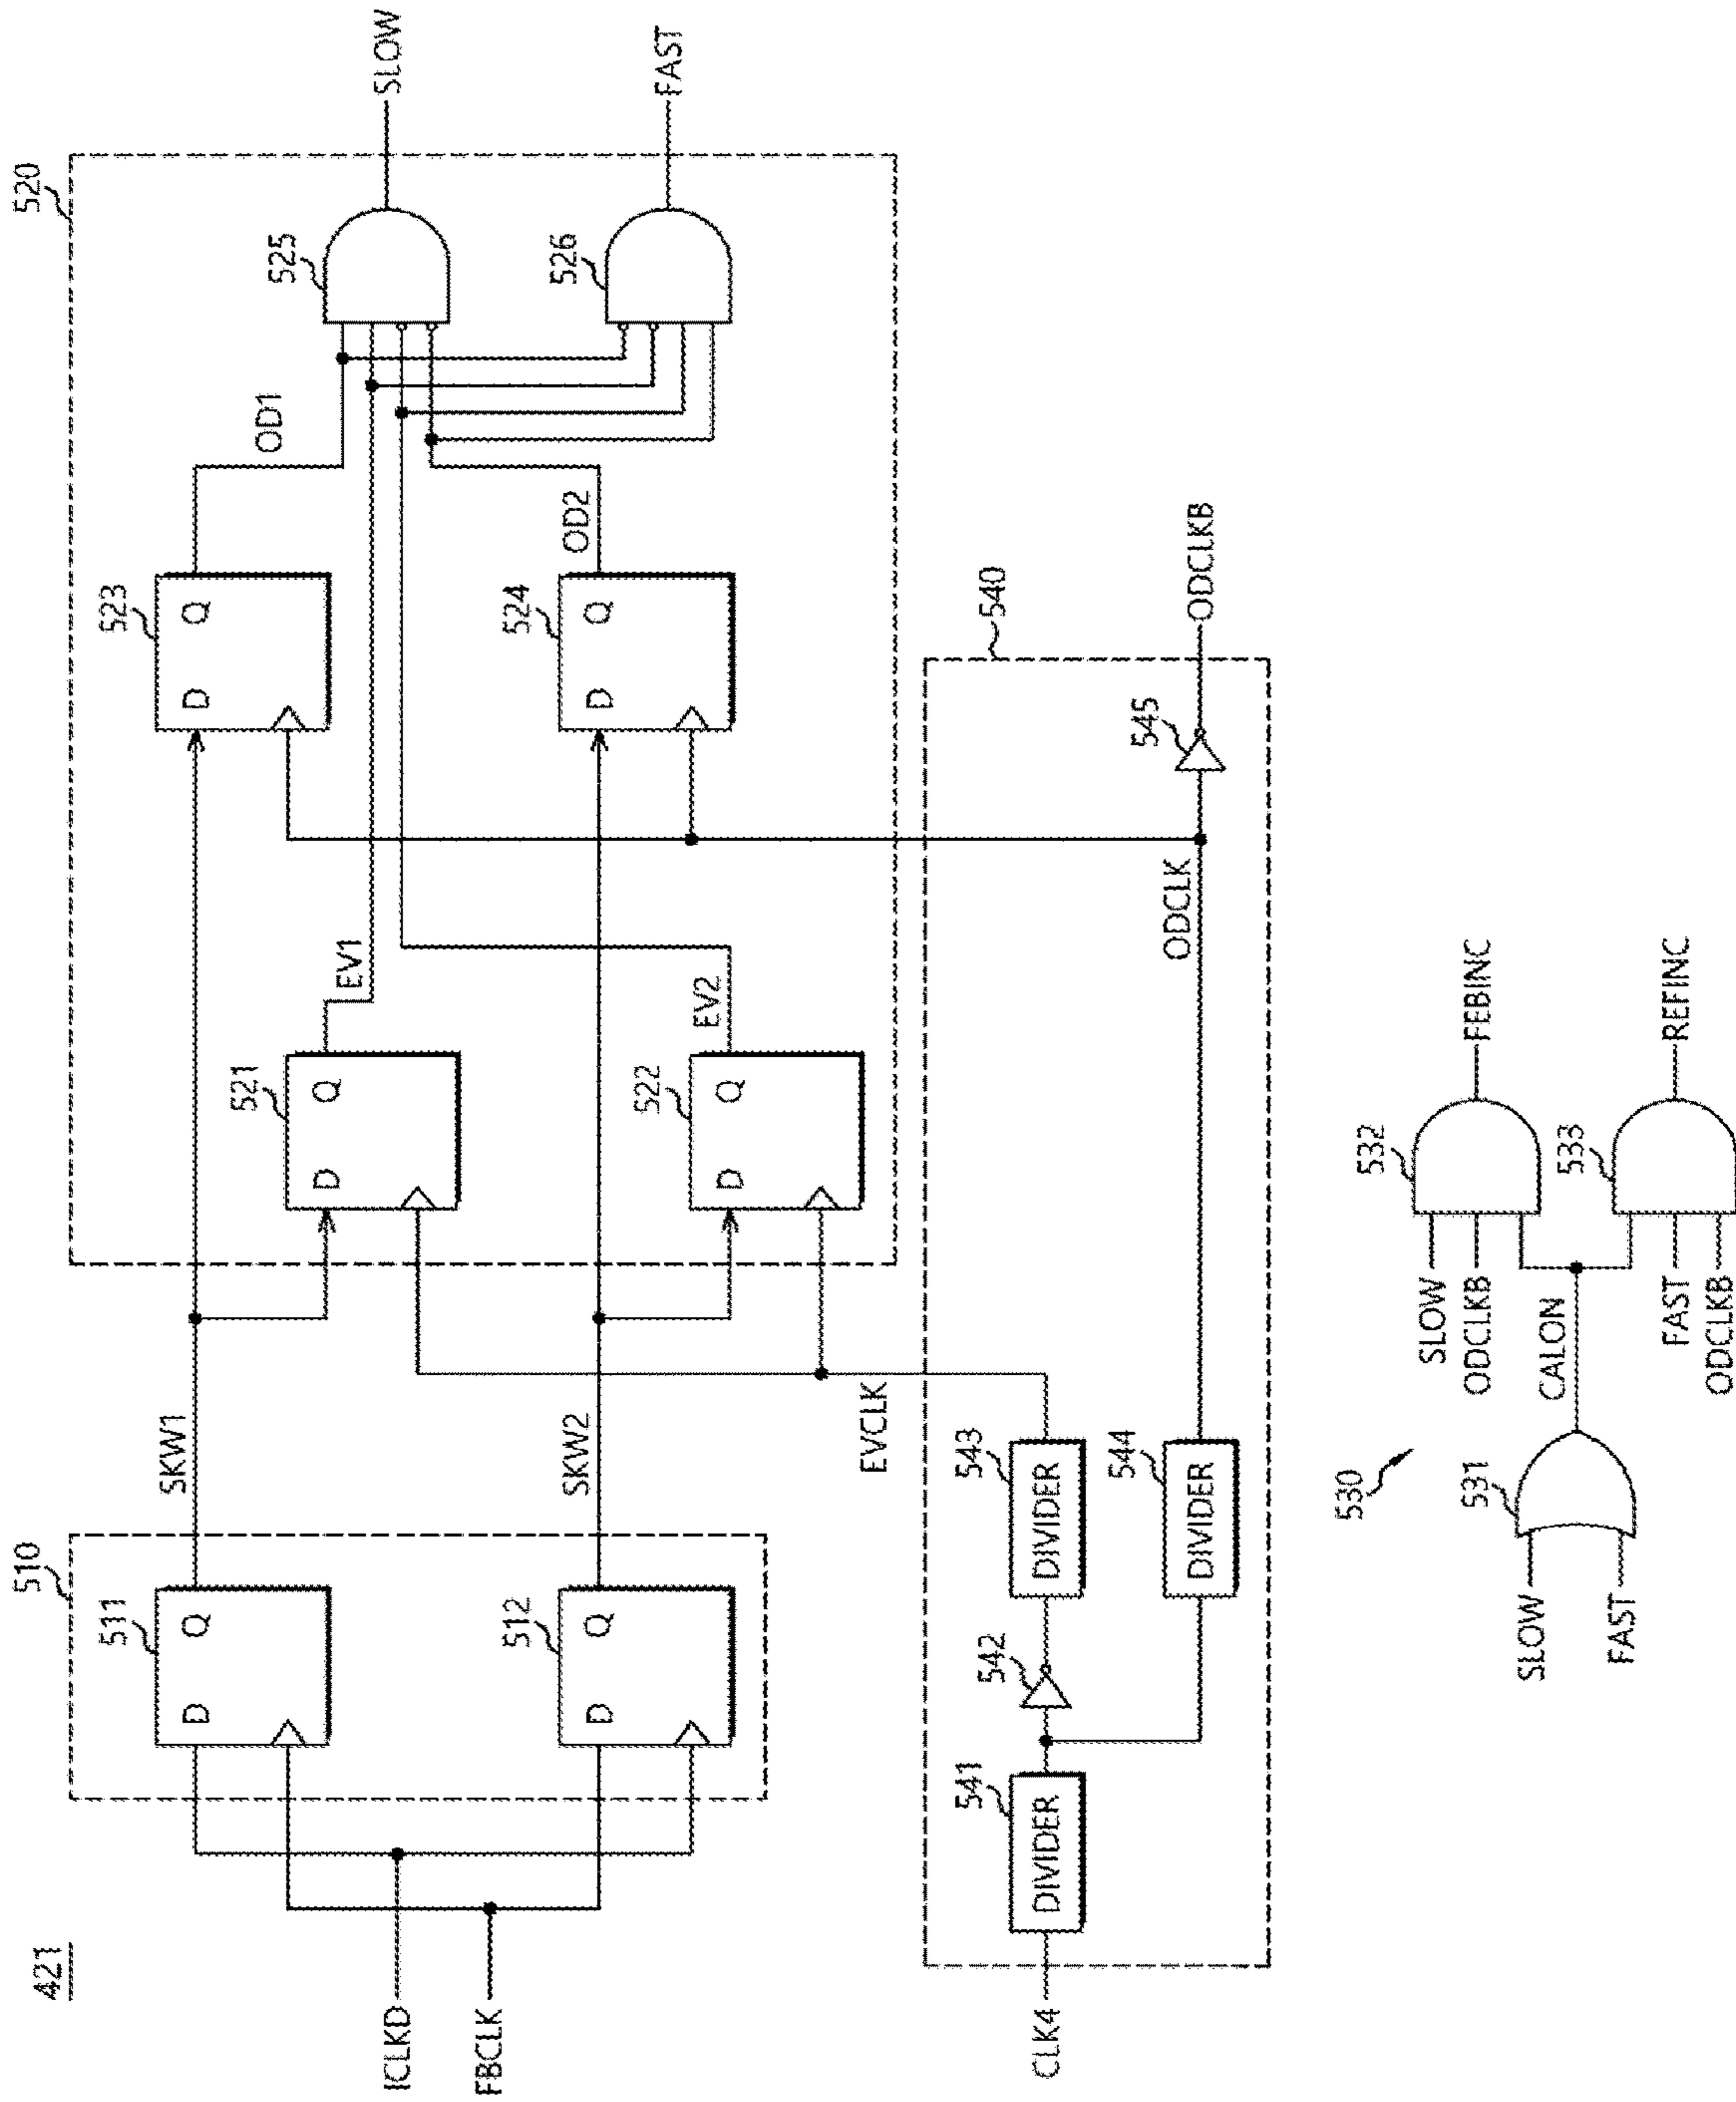 421
510
ICLKD
FBCLK
511
D
Q
512
D
Q
SKW1
SKW2
EVCLK
520
521
D
Q
EV1
522
D
Q
EV2
523
D
Q
OD1
524
D
Q
OD2
525
526
SLOW
FAST
540
CLK4
541
DIVIDER
542
543
DIVIDER
544
DIVIDER
ODCLK
545
ODCLKB
530
SLOW
FAST
531
CALON
SLOW
ODCLKB
532
FEBINC
FAST
ODCLKB
533
REFINC